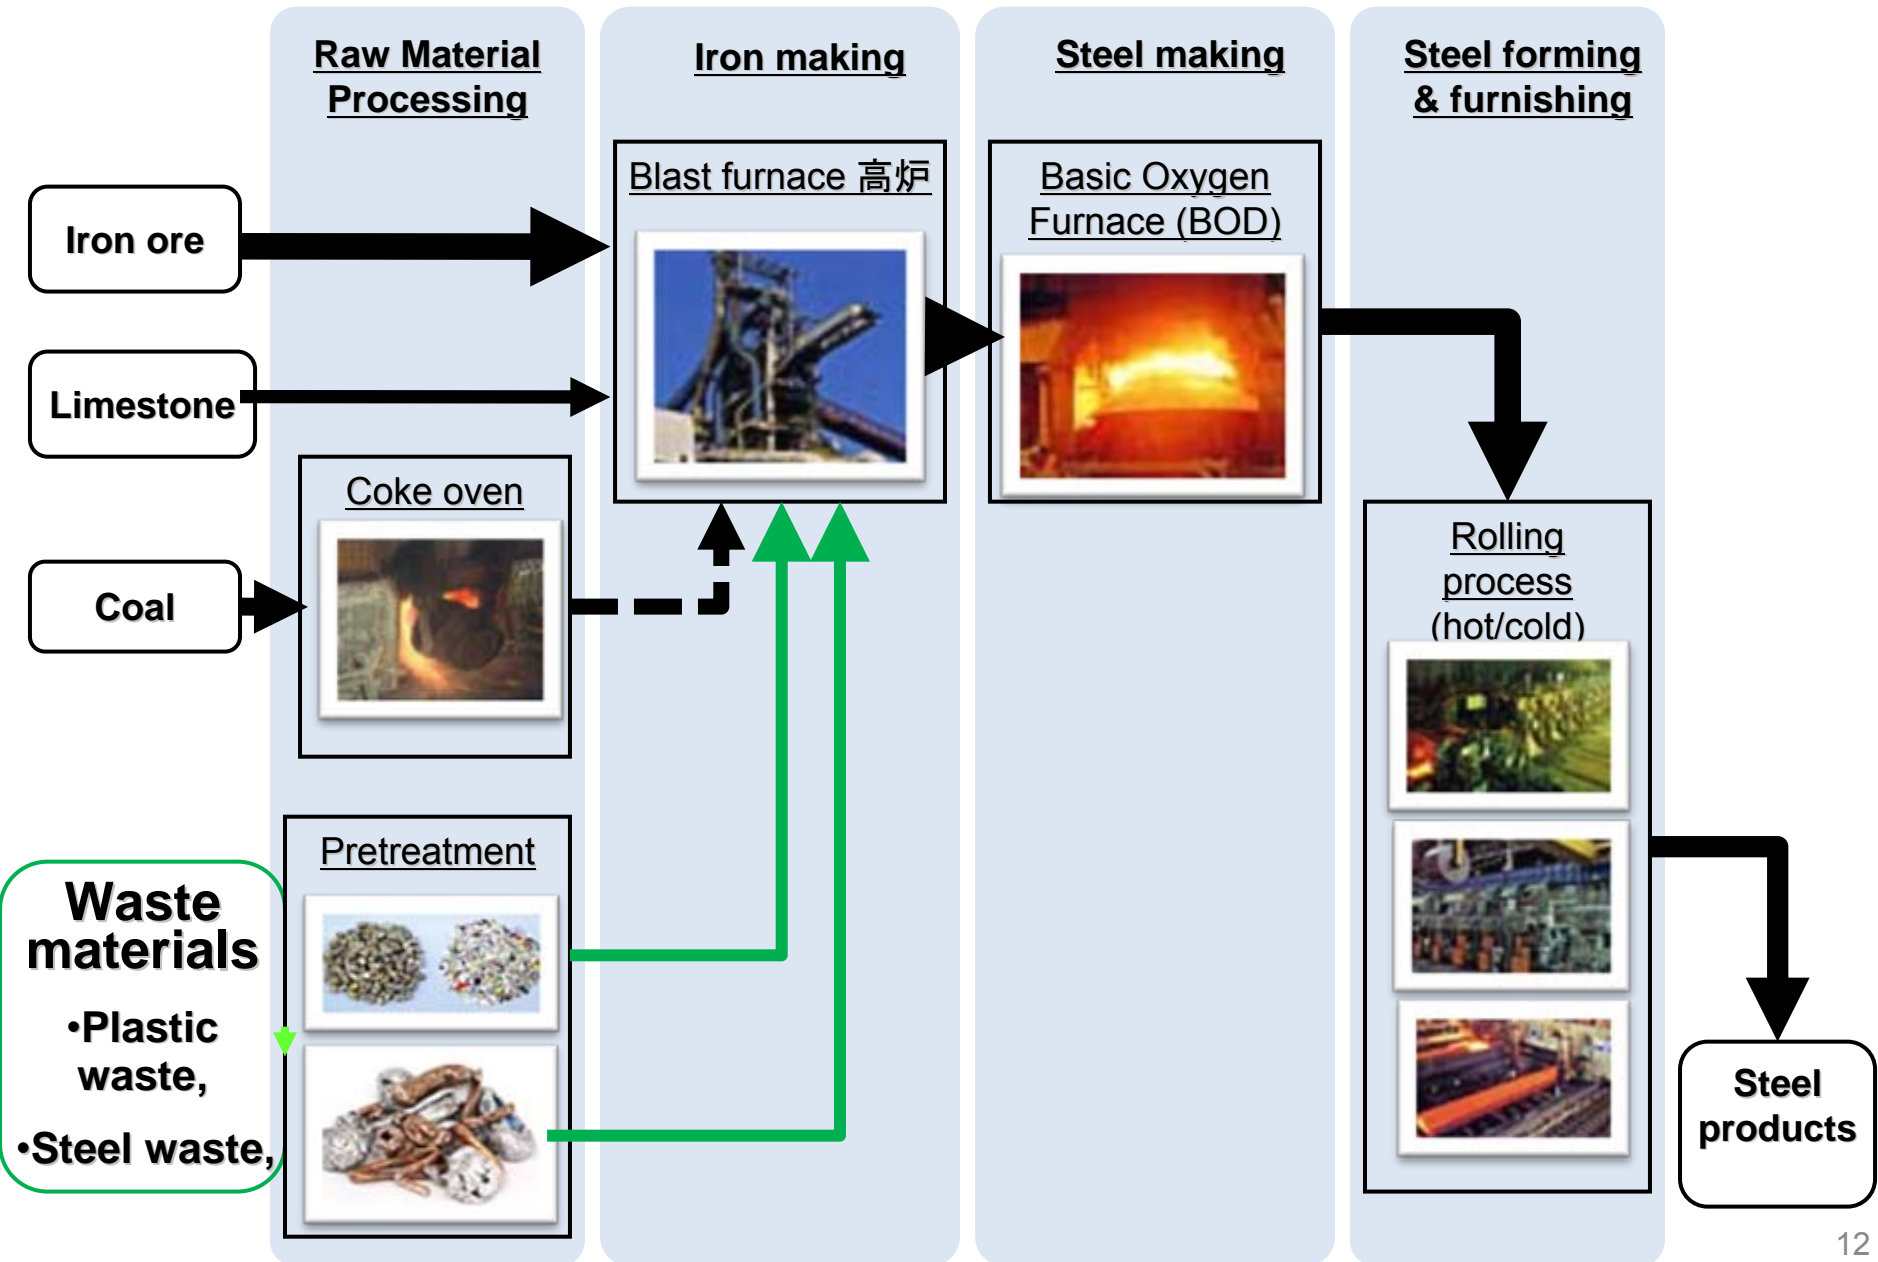 Raw Material
Processing
Iron making
Steel making
Steel forming
& furnishing
Iron ore
Limestone
Coal
Waste
materials
•Plastic
waste,
•Steel waste,
Coke oven
Pretreatment
Blast furnace 高炉
Basic Oxygen
Furnace (BOD)
Rolling
process
(hot/cold)
Steel
products
12